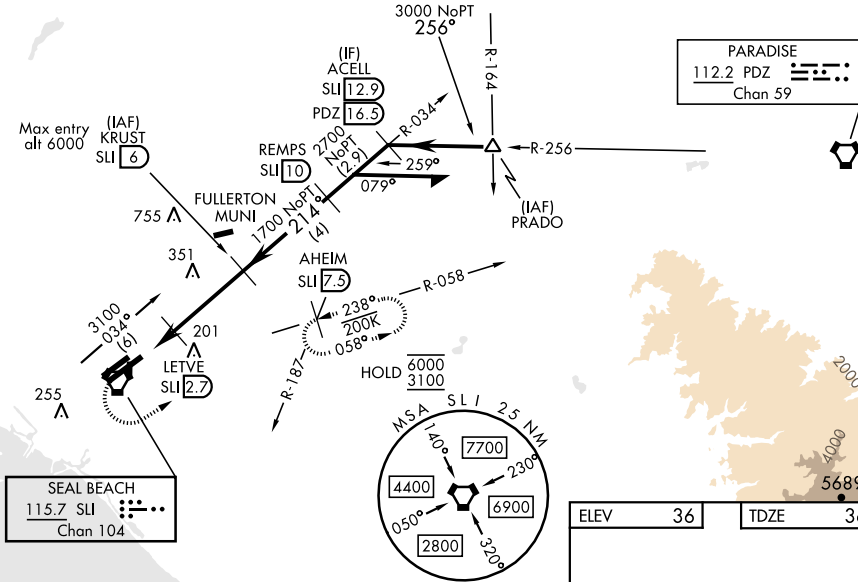 3000 NoPT
256°
R-164
PARADISE
112.2 PDZ
Chan 59
(IF)
ACELL
SLI 12.9
PDZ 16.5
R-034
Max entry
alt 6000
(IAF)
KRUST
SLI 6
REMPS
SLI 10
2700
NoPT
(2.9)
259°
079°
R-256
(IAF)
PRADO
FULLERTON
MUNI
755
1700 NoPT
214°
(4)
351
AHEIM
SLI 7.5
R-058
238°
200K
058°
R-187
HOLD 6000
3100
3100
034°
(6)
201
LETVE
SLI 2.7
255
SEAL BEACH
115.7 SLI
Chan 104
MSA SLI 25 NM
140°
7700
230°
4400
6900
050°
2800
320°
2000
4000
5689
ELEV 36
TDZE